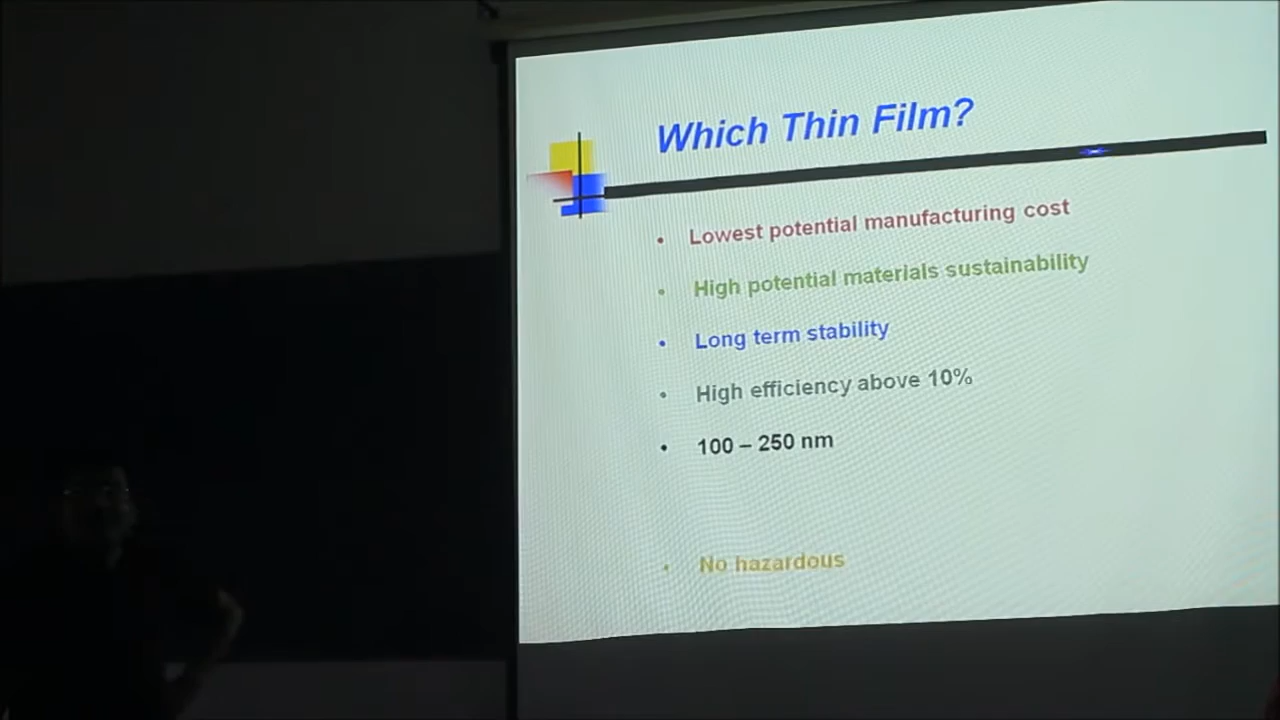 Which Thin Film?
• Lowest potential manufacturing cost
• High potential materials sustainability
• Long term stability
• High efficiency above 10%
• 100 – 250 nm
• No hazardous